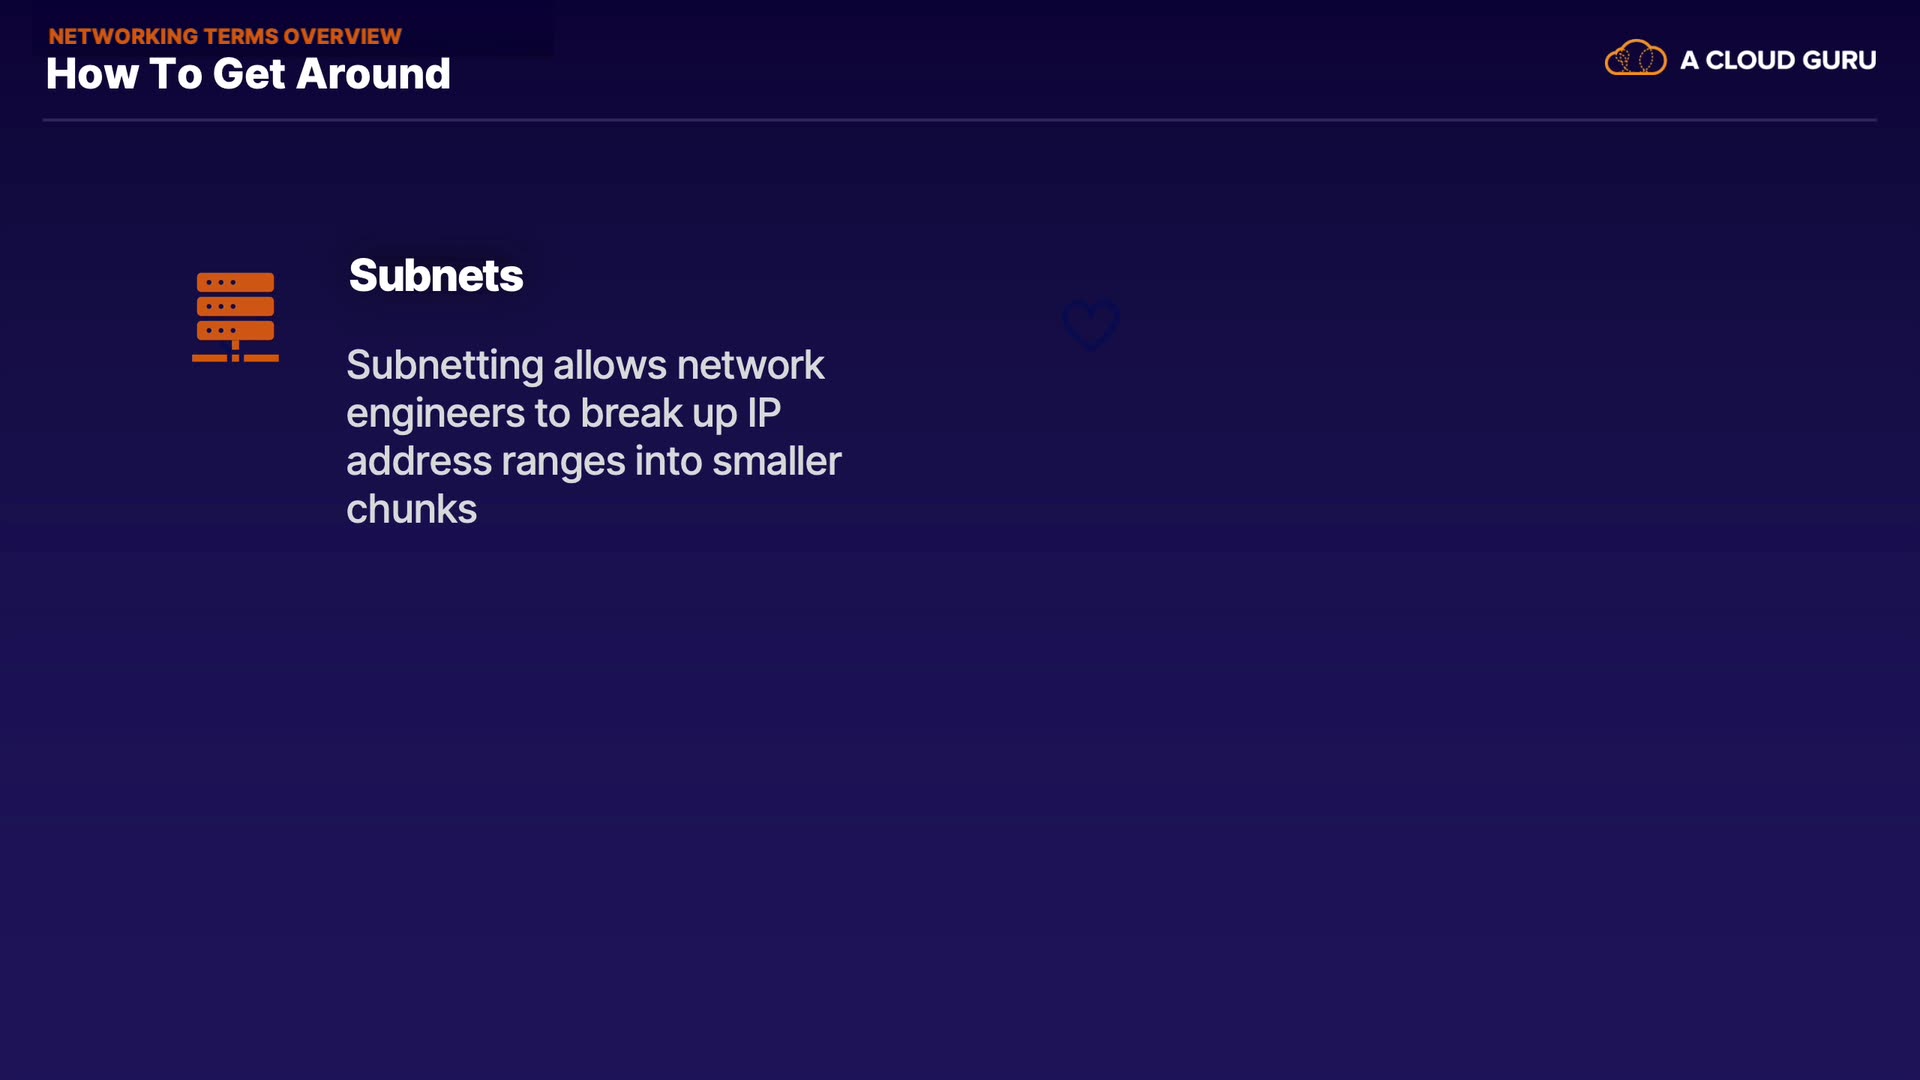 NETWORKING TERMS OVERVIEW
How To Get Around
A CLOUD GURU
Subnets
Subnetting allows network
engineers to break up IP
address ranges into smaller
chunks